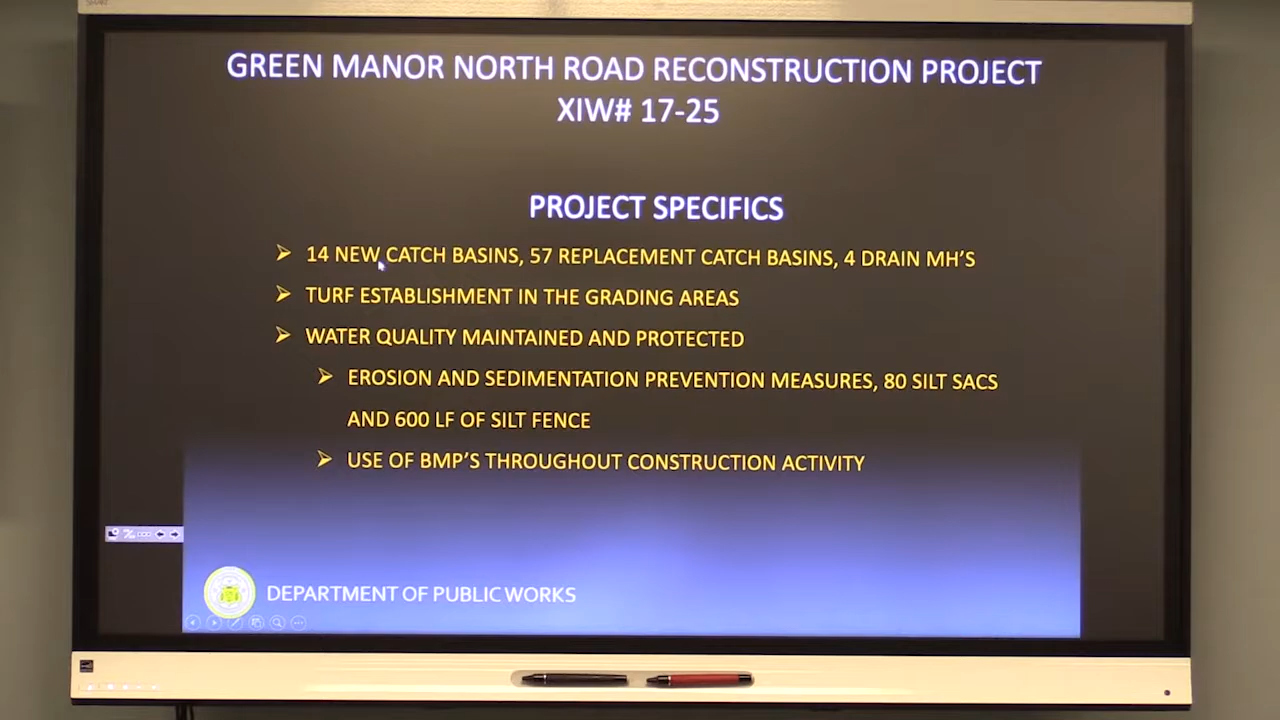 GREEN MANOR NORTH ROAD RECONSTRUCTION PROJECT
XIW# 17-25
PROJECT SPECIFICS
14 NEW CATCH BASINS, 57 REPLACEMENT CATCH BASINS, 4 DRAIN MH'S
TURF ESTABLISHMENT IN THE GRADING AREAS
WATER QUALITY MAINTAINED AND PROTECTED
EROSION AND SEDIMENTATION PREVENTION MEASURES, 80 SILT SACS
AND 600 LF OF SILT FENCE
USE OF BMP'S THROUGHOUT CONSTRUCTION ACTIVITY
DEPARTMENT OF PUBLIC WORKS